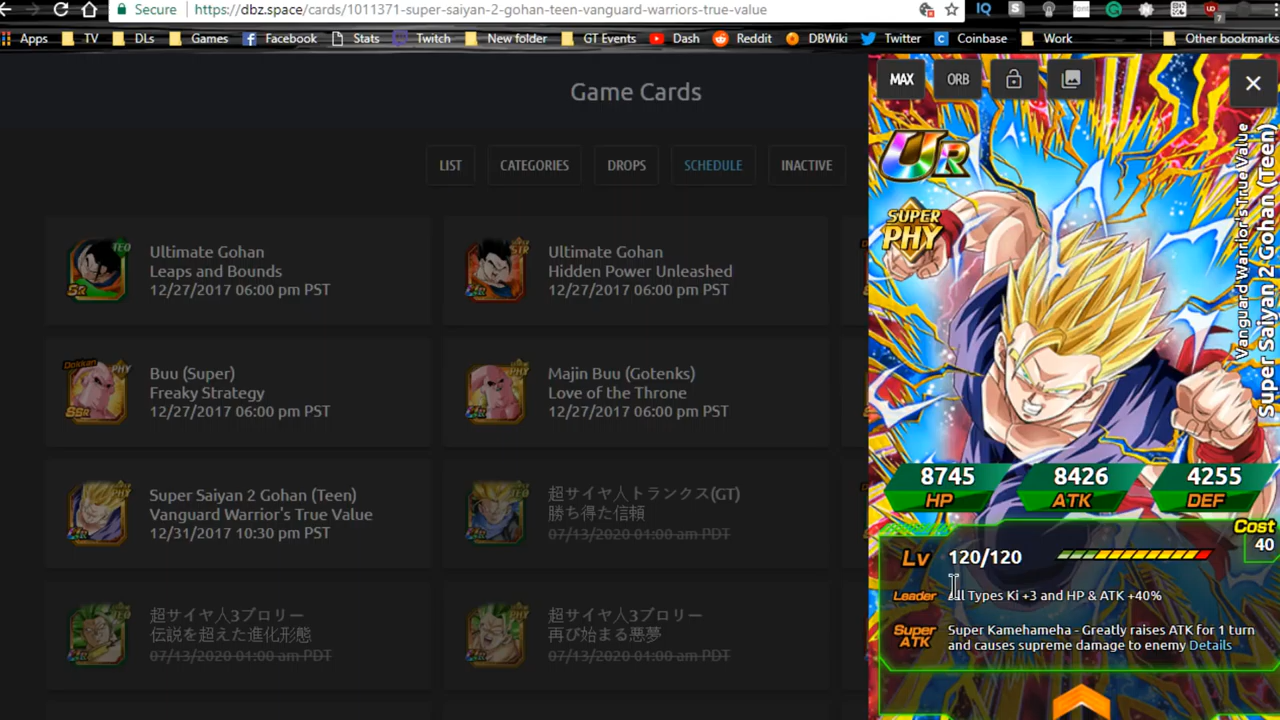 Secure
https://dbz.space/cards/1011371-super-saiyan-2-gohan-teen-vanguard-warriors-true-value
Apps TV DLs Games Facebook Stats Twitch New folder GT Events Dash Reddit DBWiki Twitter Coinbase Work Other bookmarks
Game Cards
LIST CATEGORIES DROPS SCHEDULE INACTIVE
Ultimate Gohan
Leaps and Bounds
12/27/2017 06:00 pm PST
Ultimate Gohan
Hidden Power Unleashed
12/27/2017 06:00 pm PST
Buu (Super)
Freaky Strategy
12/27/2017 06:00 pm PST
Majin Buu (Gotenks)
Love of the Throne
12/27/2017 06:00 pm PST
Super Saiyan 2 Gohan (Teen)
Vanguard Warrior's True Value
12/31/2017 10:30 pm PST
超サイヤ人トランクス(GT)
勝ち得た信頼
07/13/2020 01:00 am PDT
超サイヤ人3ブロリー
伝説を超えた進化形態
07/13/2020 01:00 am PDT
超サイヤ人3ブロリー
再び始まる悪夢
07/13/2020 01:00 am PDT
MAX ORB
UR
SUPER
PHY
Vanguard Warrior's True Value
Super Saiyan 2 Gohan (Teen)
8745
HP
8426
ATK
4255
DEF
Cost
40
Lv 120/120
Leader All Types Ki +3 and HP & ATK +40%
Super
ATK
Super Kamehameha - Greatly raises ATK for 1 turn
and causes supreme damage to enemy Details